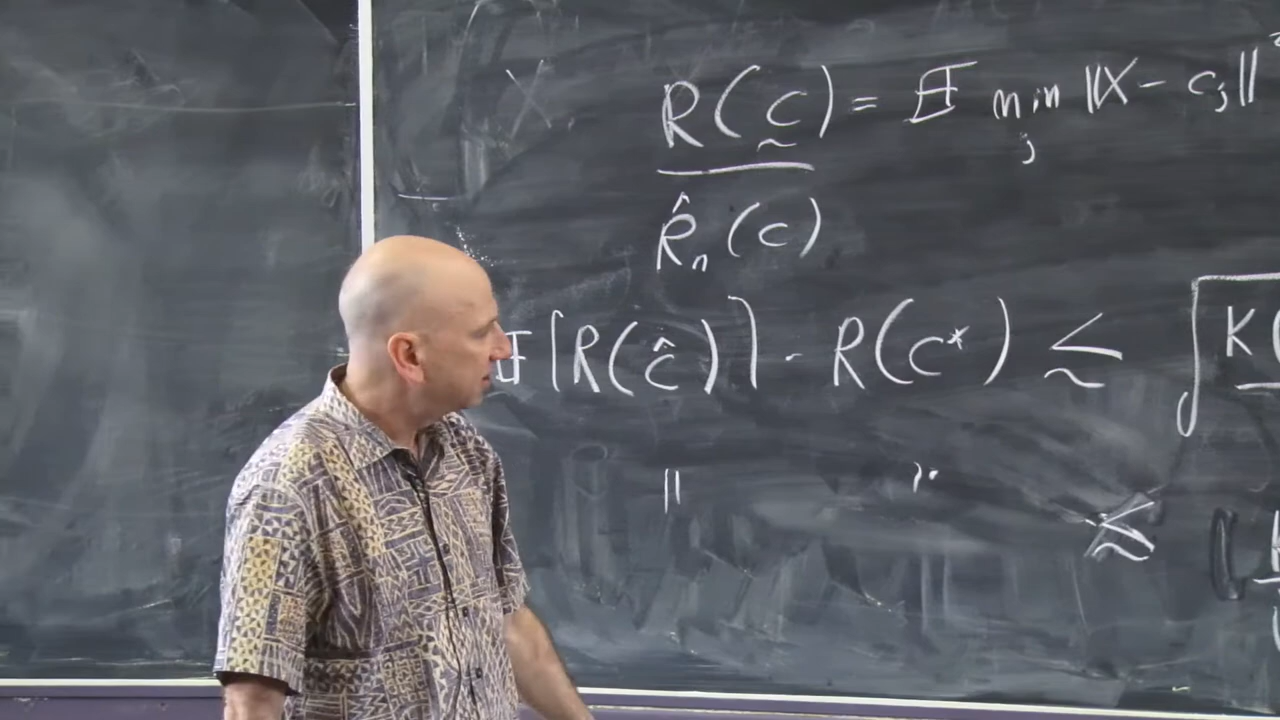 R(c̰) = E min_j ||X - c_j||²
R̂_n(c)
E[R(ĉ)] - R(c*) ≲ √K(
|| ≲